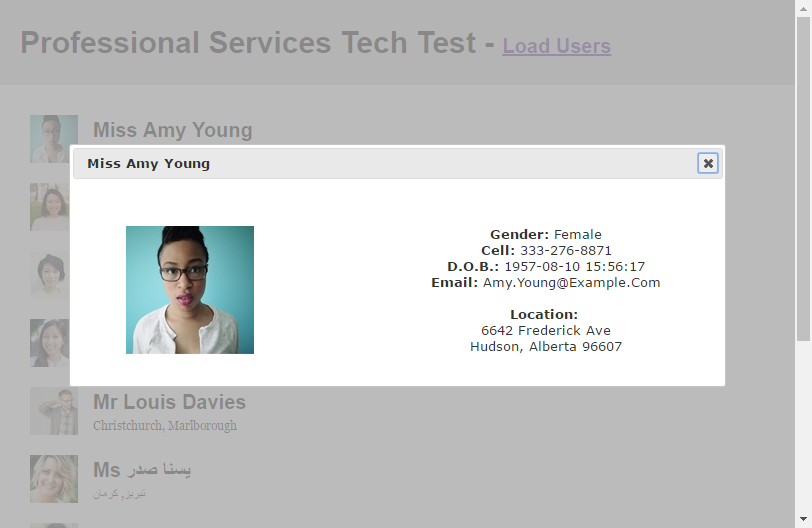 Professional Services Tech Test - Load Users
Miss Amy Young
Miss Amy Young
Gender: Female
Cell: 333-276-8871
D.O.B.: 1957-08-10 15:56:17
Email: Amy.Young@Example.Com
Location:
6642 Frederick Ave
Hudson, Alberta 96607
Mr Louis Davies
Christchurch, Marlborough
Ms يسنا صدر
تبریز, کرمان